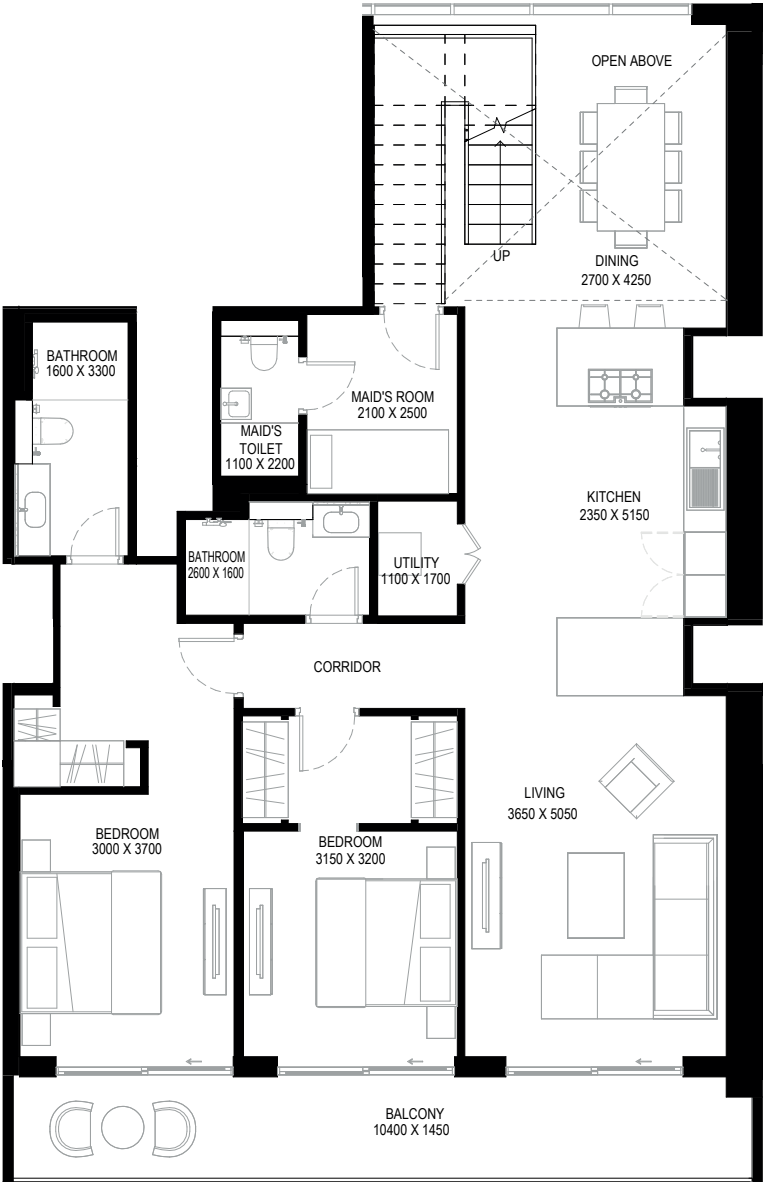 OPEN ABOVE
UP
DINING
2700 X 4250
BATHROOM
1600 X 3300
MAID'S ROOM
2100 X 2500
MAID'S
TOILET
1100 X 2200
KITCHEN
2350 X 5150
BATHROOM
2600 X 1600
UTILITY
1100 X 1700
CORRIDOR
LIVING
3650 X 5050
BEDROOM
3000 X 3700
BEDROOM
3150 X 3200
BALCONY
10400 X 1450